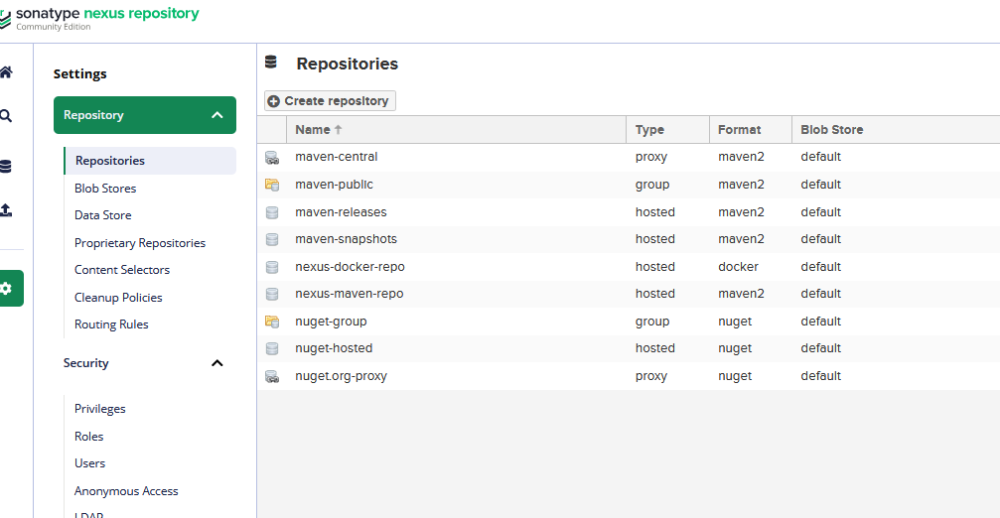 sonatype nexus repository
Community Edition
Settings
Repository
Repositories
Blob Stores
Data Store
Proprietary Repositories
Content Selectors
Cleanup Policies
Routing Rules
Security
Privileges
Roles
Users
Anonymous Access
LDAP
Repositories
Create repository
Name Type Format Blob Store
maven-central proxy maven2 default
maven-public group maven2 default
maven-releases hosted maven2 default
maven-snapshots hosted maven2 default
nexus-docker-repo hosted docker default
nexus-maven-repo hosted maven2 default
nuget-group group nuget default
nuget-hosted hosted nuget default
nuget.org-proxy proxy nuget default